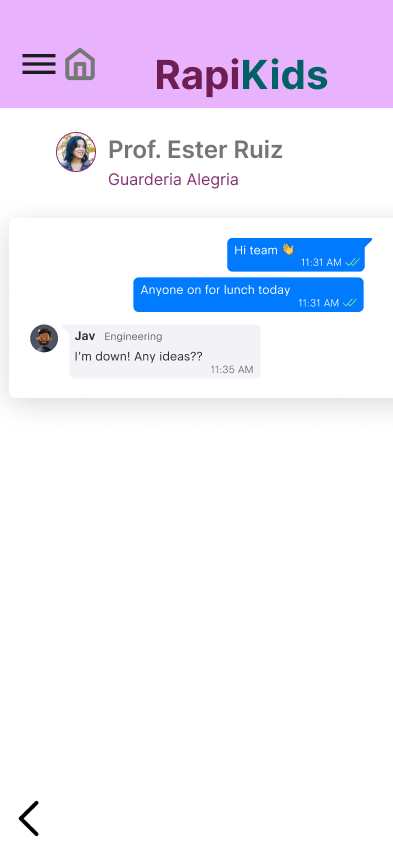 RapiKids
Prof. Ester Ruiz
Guarderia Alegria
Hi team 👋
11:31 AM
Anyone on for lunch today
11:31 AM
Jav Engineering
I'm down! Any ideas??
11:35 AM